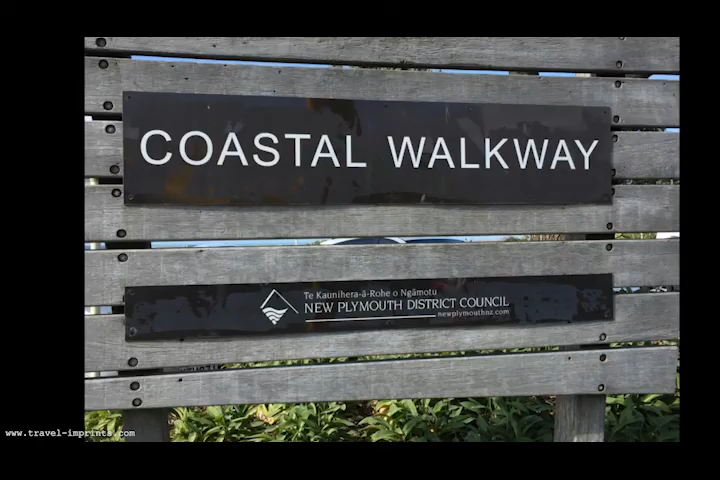 COASTAL WALKWAY
Te Kaunihera-ā-Rohe o Ngāmotu
NEW PLYMOUTH DISTRICT COUNCIL
newplymouthnz.com
www.travel-imprints.com